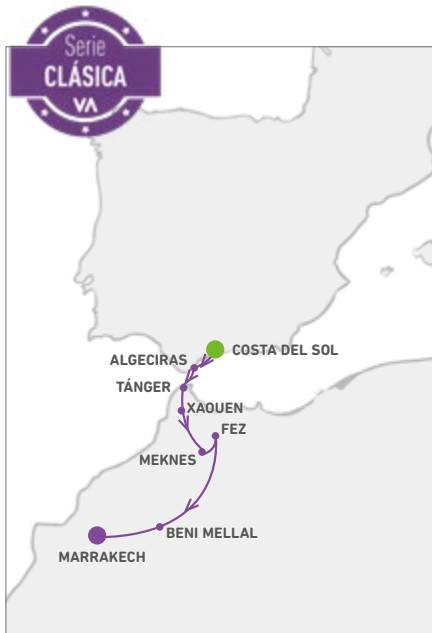 Serie
CLÁSICA
VA
COSTA DEL SOL
ALGECIRAS
TÁNGER
XAOUEN
FEZ
MEKNES
BENI MELLAL
MARRAKECH